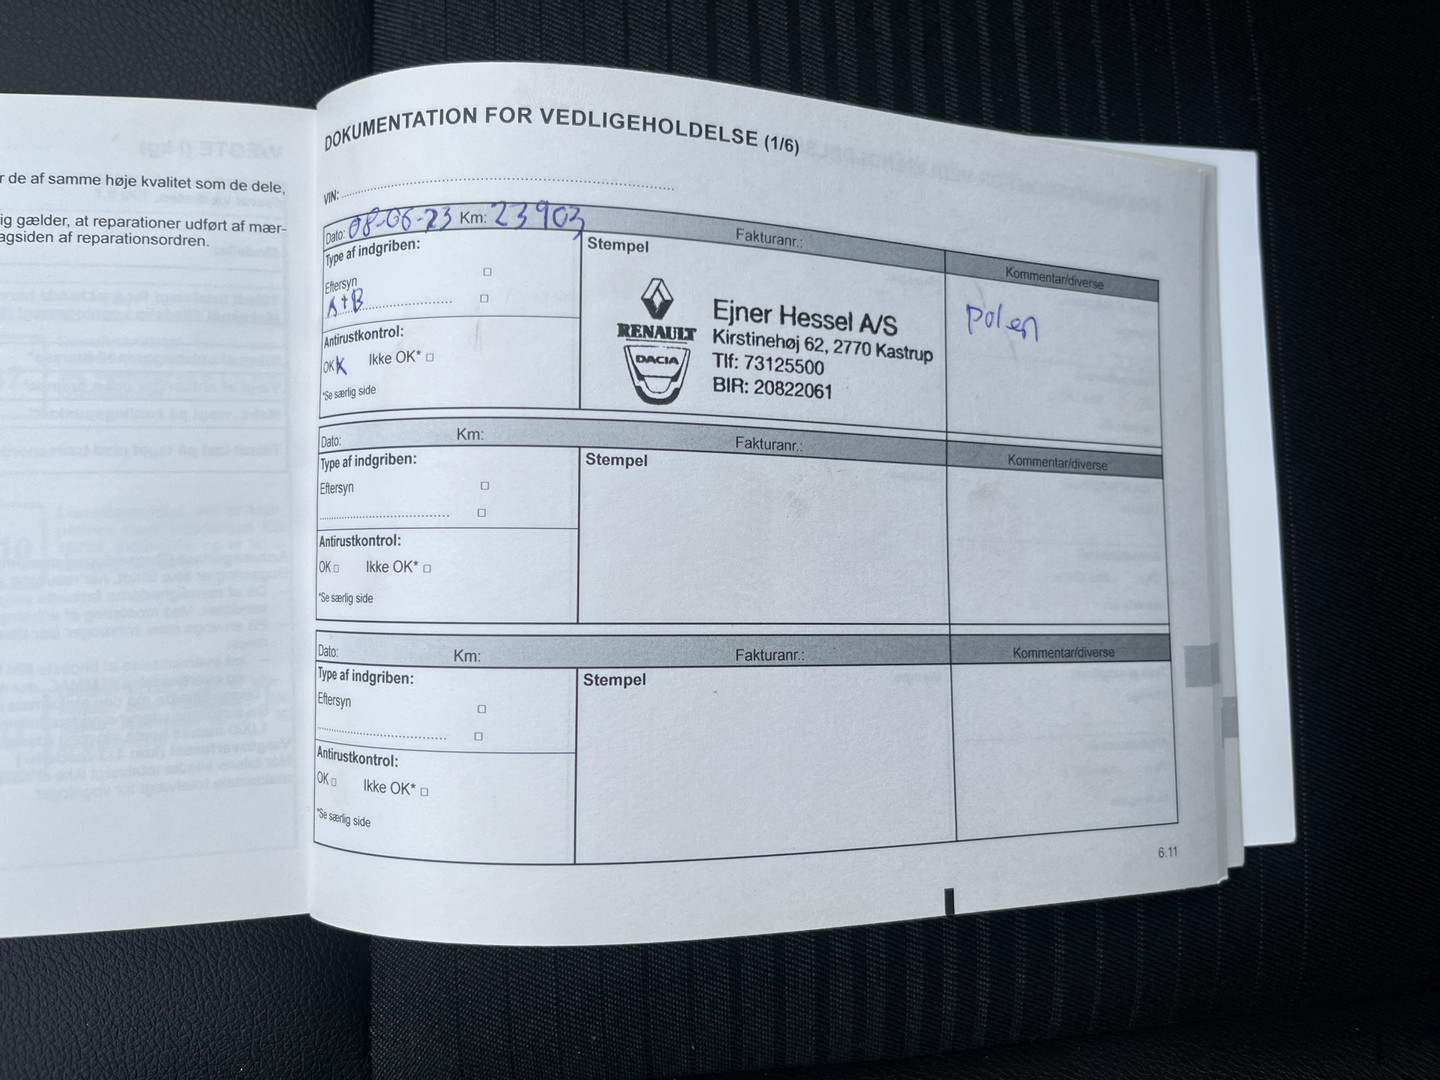 r de af samme høje kvalitet som de dele,
ig gælder, at reparationer udført af mær-
agsiden af reparationsordren.
DOKUMENTATION FOR VEDLIGEHOLDELSE (1/6)
VIN:
Dato: 08-06-23 Km: 23903 Fakturanr.: Kommentar/diverse
Type af indgriben:
Eftersyn
A+B
Antirustkontrol:
OK Ikke OK*
*Se særlig side
Stempel
RENAULT
DACIA
Ejner Hessel A/S
Kirstinehøj 62, 2770 Kastrup
Tlf: 73125500
BIR: 20822061
polen
Dato: Km: Fakturanr.: Kommentar/diverse
Type af indgriben:
Eftersyn
Antirustkontrol:
OK Ikke OK*
*Se særlig side
Stempel
Dato: Km: Fakturanr.: Kommentar/diverse
Type af indgriben:
Eftersyn
Antirustkontrol:
OK Ikke OK*
*Se særlig side
Stempel
6.11